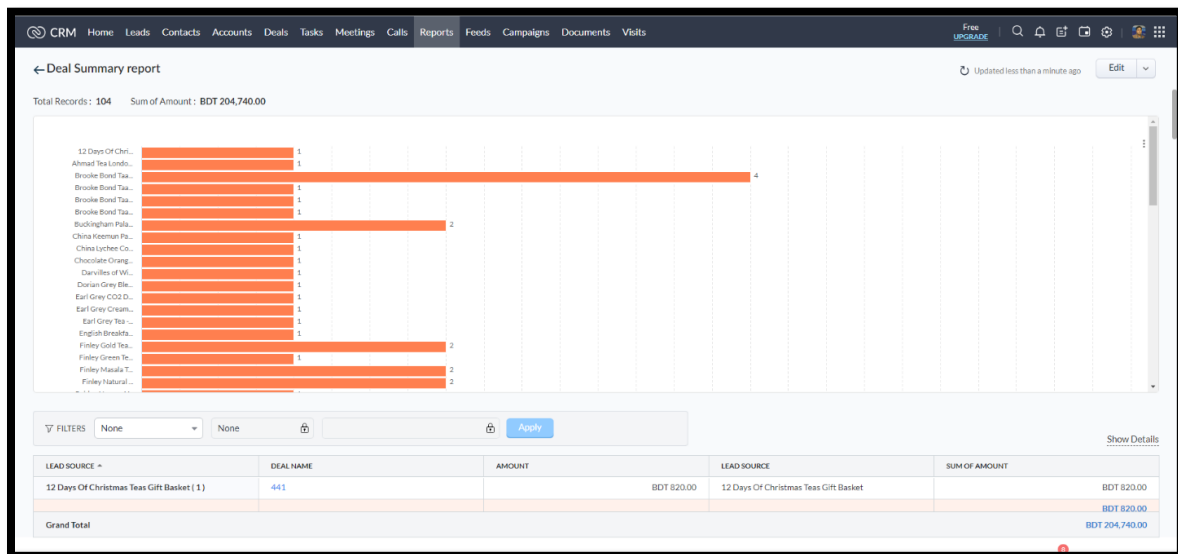 CRM Home Leads Contacts Accounts Deals Tasks Meetings Calls Reports Feeds Campaigns Documents Visits Free
UPGRADE
Deal Summary report
Updated less than a minute ago Edit
Total Records : 104 Sum of Amount : BDT 204,740.00
12 Days Of Chri... 1
Ahmad Tea Londo... 1
Brooke Bond Taa... 4
Brooke Bond Taa... 1
Brooke Bond Taa... 1
Brooke Bond Taa... 1
Buckingham Pala... 2
China Keemun Pa... 1
China Lychee Co... 1
Chocolate Orang... 1
Darvilles of Wi... 1
Dorian Grey Ble... 1
Earl Grey CO2 D... 1
Earl Grey Cream... 1
Earl Grey Tea -... 1
English Breakfa... 1
Finley Gold Tea... 2
Finley Green Te... 1
Finley Masala T... 2
Finley Natural ... 2
FILTERS None None Apply
Show Details
LEAD SOURCE DEAL NAME AMOUNT LEAD SOURCE SUM OF AMOUNT
12 Days Of Christmas Teas Gift Basket ( 1 ) 441 BDT 820.00 12 Days Of Christmas Teas Gift Basket BDT 820.00
BDT 820.00
Grand Total BDT 204,740.00